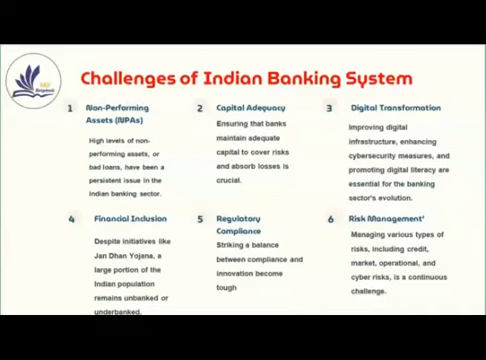 Challenges of Indian Banking System
1
Non-Performing
Assets (NPAs)
High levels of non-
performing assets, or
bad loans, have been a
persistent issue in the
indian banking sector.
2
Capital Adequacy
Ensuring that banks
maintain adequate
capital to cover risks
and absorb losses is
crucial.
3
Digital Transformation
Improving digital
infrastructure, enhancing
cybersecurity measures, and
promoting digital literacy are
essential for the banking
sector's evolution.
4
Financial Inclusion
Despite initiatives like
Jan Dhan Yojana, a
large portion of the
Indian population
remains unbanked or
underbanked.
5
Regulatory
Compliance
Striking a balance
between compliance and
innovation become
tough
6
Risk Management'
Managing various types of
risks, including credit,
market, operational, and
cyber risks, is a continuous
challenge.